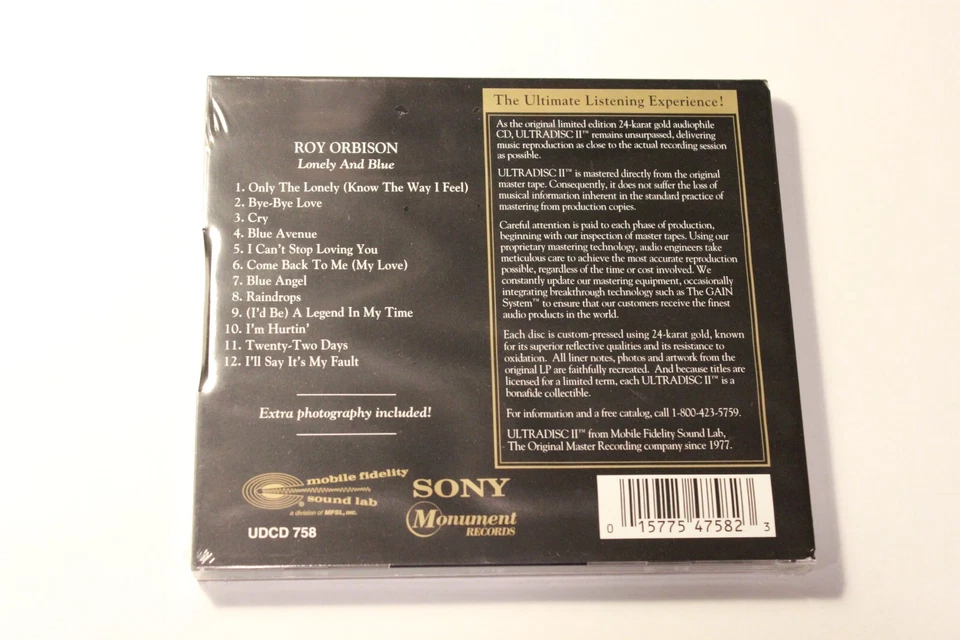 ROY ORBISON
Lonely And Blue
1. Only The Lonely (Know The Way I Feel)
2. Bye-Bye Love
3. Cry
4. Blue Avenue
5. I Can't Stop Loving You
6. Come Back To Me (My Love)
7. Blue Angel
8. Raindrops
9. (I'd Be) A Legend In My Time
10. I'm Hurtin'
11. Twenty-Two Days
12. I'll Say It's My Fault
Extra photography included!
The Ultimate Listening Experience!
As the original limited edition 24-karat gold audiophile
CD, ULTRADISC II™ remains unsurpassed, delivering
music reproduction as close to the actual recording session
as possible.
ULTRADISC II™ is mastered directly from the original
master tape. Consequently, it does not suffer the loss of
musical information inherent in the standard practice of
mastering from production copies.
Careful attention is paid to each phase of production,
beginning with our inspection of master tapes. Using our
proprietary mastering technology, audio engineers take
meticulous care to achieve the most accurate reproduction
possible, regardless of the time or cost involved. We
constantly update our mastering equipment, occasionally
integrating breakthrough technology such as The GAIN
System™ to ensure that our customers receive the finest
audio products in the world.
Each disc is custom-pressed using 24-karat gold, known
for its superior reflective qualities and its resistance to
oxidation. All liner notes, photos and artwork from the
original LP are faithfully recreated. And because titles are
licensed for a limited term, each ULTRADISC II™ is a
bonafide collectible.
For information and a free catalog, call 1-800-423-5759.
ULTRADISC II™ from Mobile Fidelity Sound Lab,
The Original Master Recording company since 1977.
mobile fidelity
® sound lab
a division of MFSL, inc.
UDCD 758
SONY
Monument
RECORDS
0 15775 47582 3